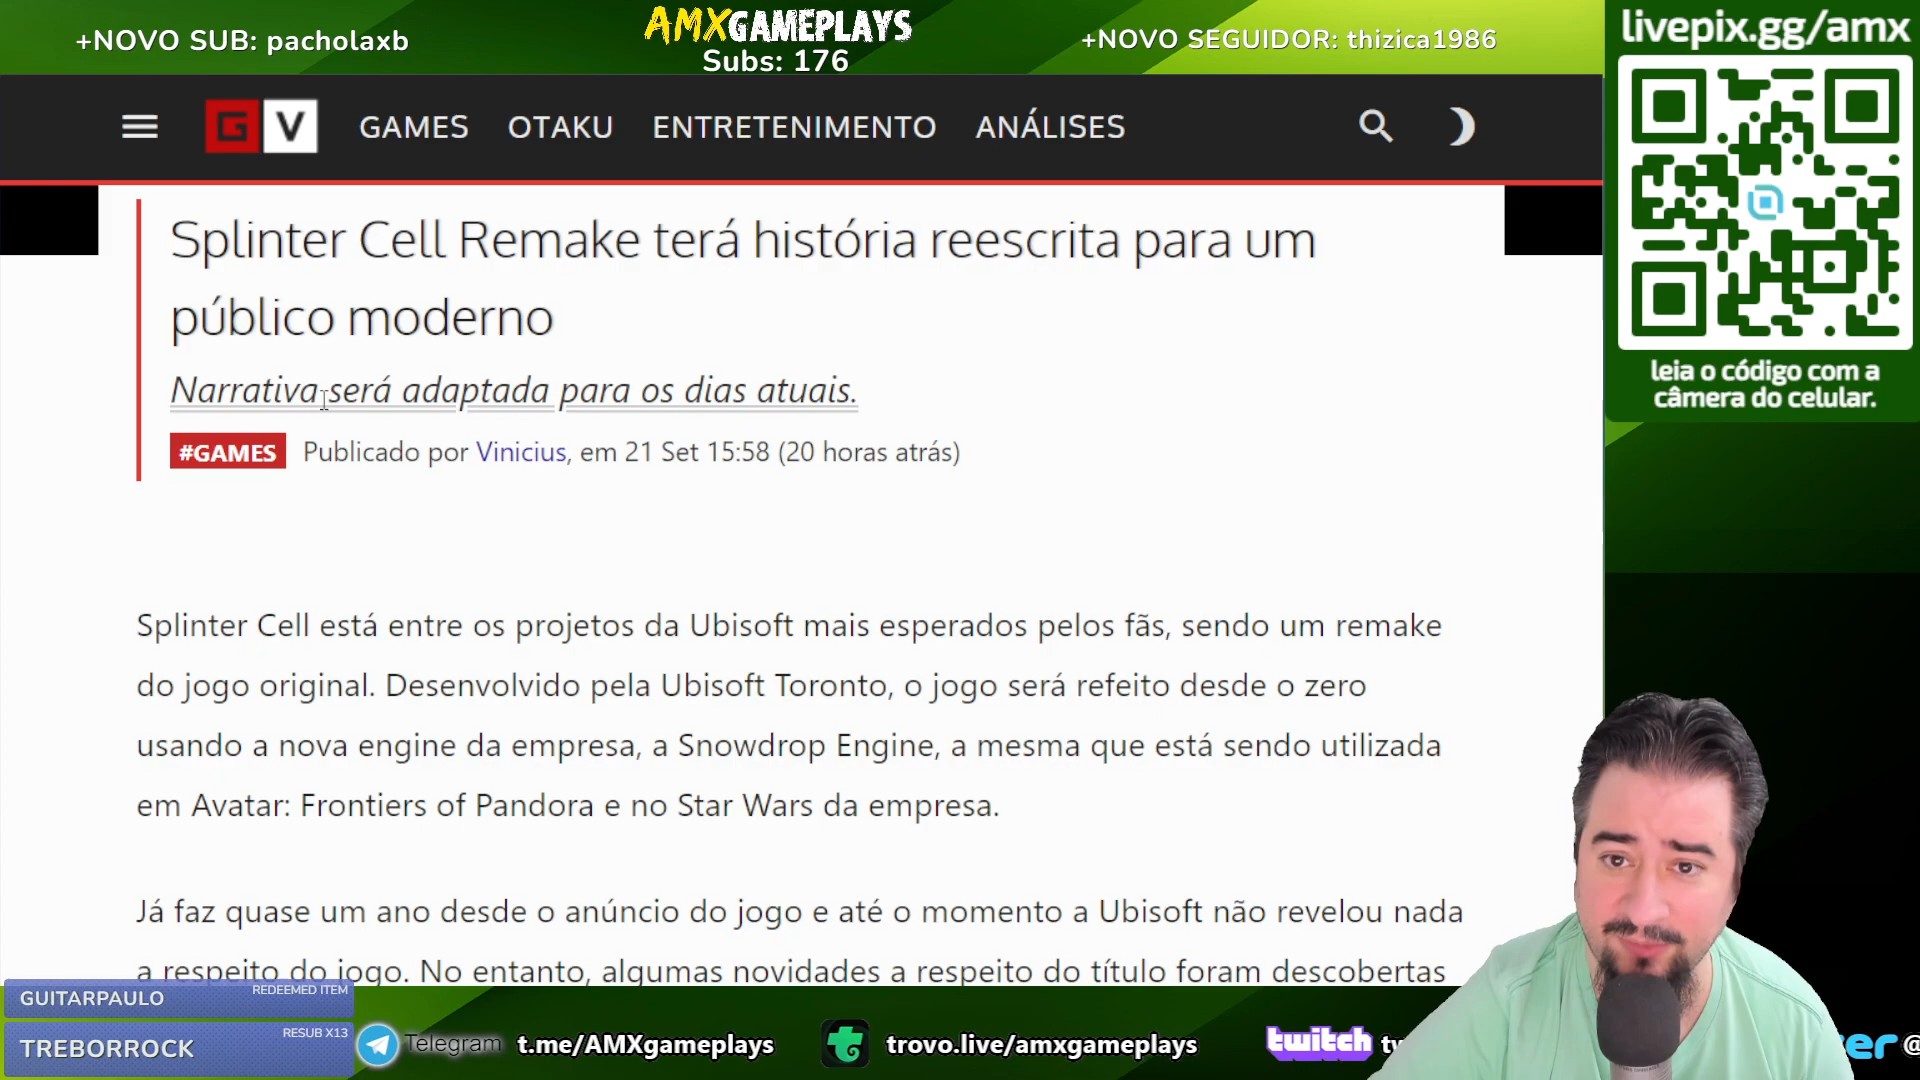 +NOVO SUB: pacholaxb
AMXGAMEPLAYS
Subs: 176
+NOVO SEGUIDOR: thizica1986
livepix.gg/amx
GV
GAMES
OTAKU
ENTRETENIMENTO
ANÁLISES
Splinter Cell Remake terá história reescrita para um
público moderno
Narrativa será adaptada para os dias atuais.
#GAMES Publicado por Vinicius, em 21 Set 15:58 (20 horas atrás)
leia o código com a
câmera do celular.
Splinter Cell está entre os projetos da Ubisoft mais esperados pelos fãs, sendo um remake
do jogo original. Desenvolvido pela Ubisoft Toronto, o jogo será refeito desde o zero
usando a nova engine da empresa, a Snowdrop Engine, a mesma que está sendo utilizada
em Avatar: Frontiers of Pandora e no Star Wars da empresa.
Já faz quase um ano desde o anúncio do jogo e até o momento a Ubisoft não revelou nada
a respeito do jogo. No entanto, algumas novidades a respeito do título foram descobertas
GUITARPAULO REDEEMED ITEM
TREBORROCK RESUB X13
Telegram t.me/AMXgameplays
trovo.live/amxgameplays
twitch tw
er @